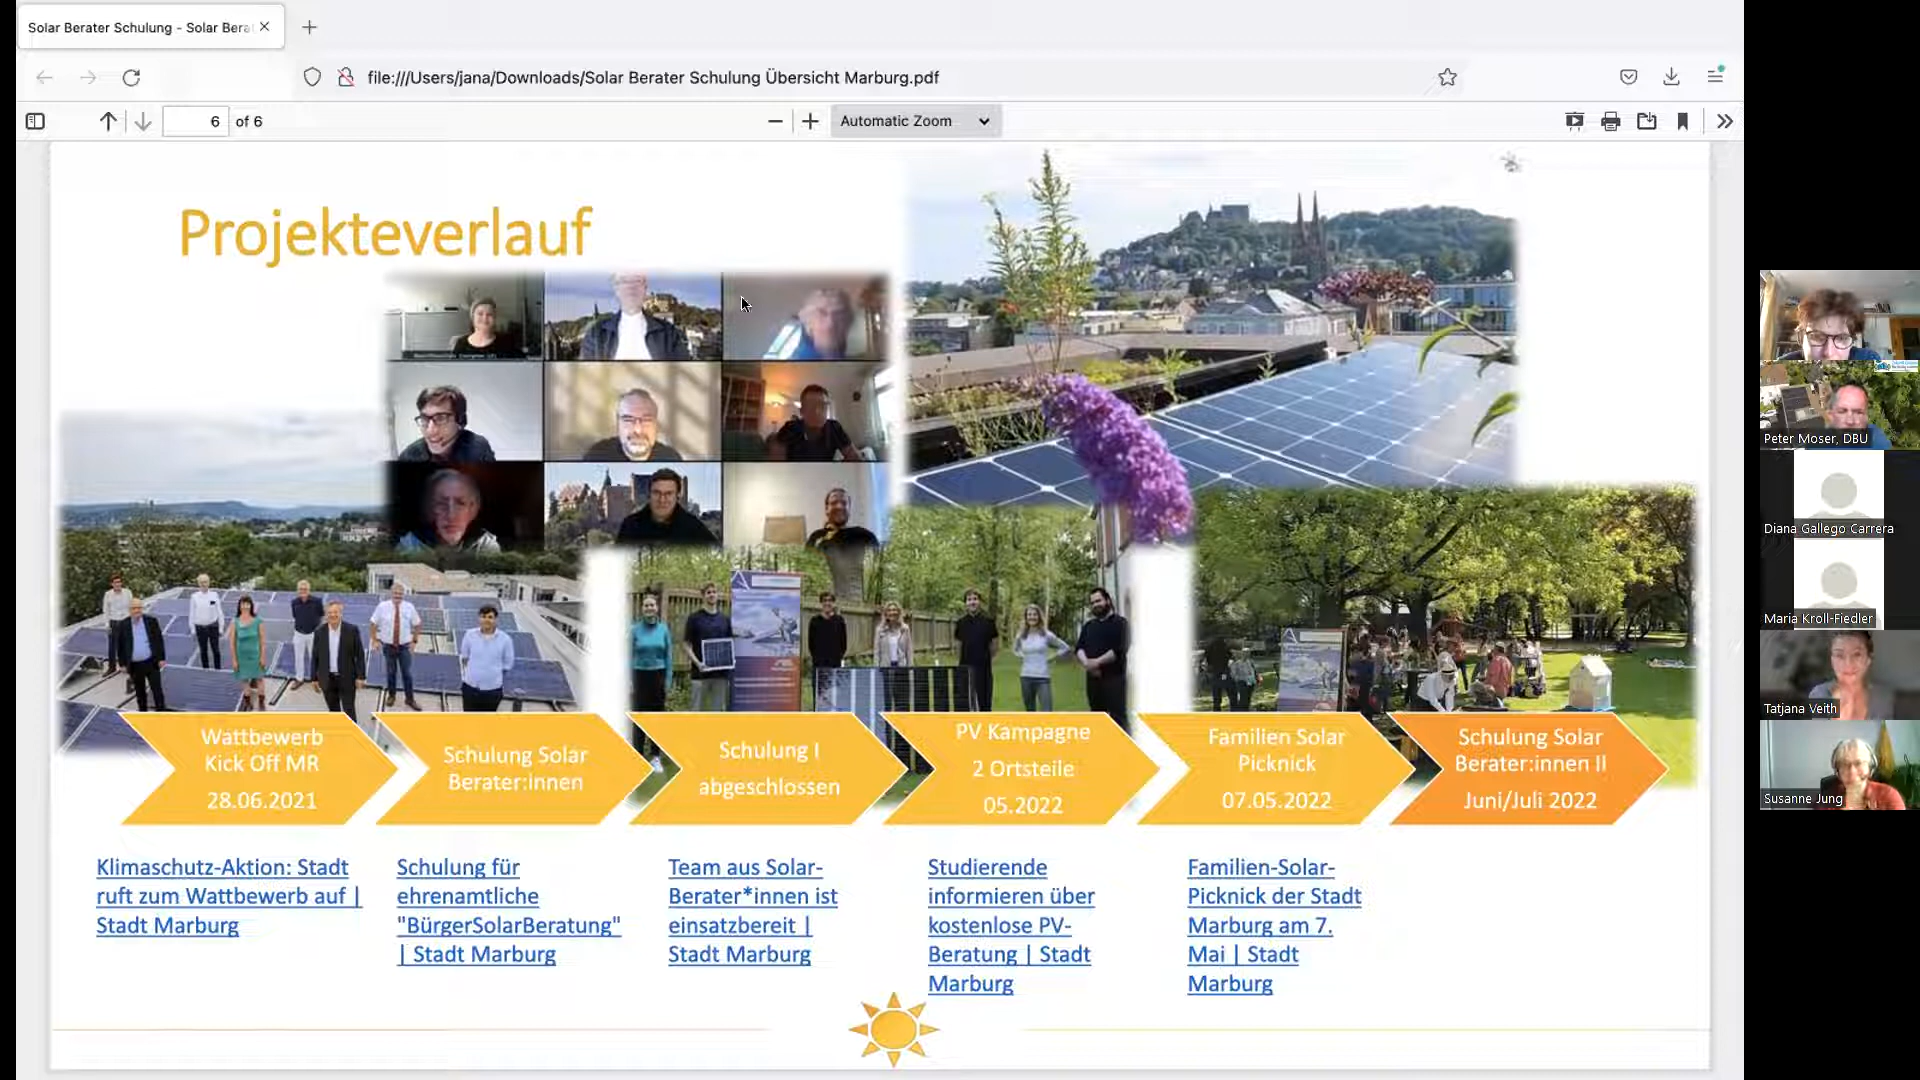 Solar Berater Schulung - Solar Bera
file:///Users/jana/Downloads/Solar Berater Schulung Übersicht Marburg.pdf
6 of 6
Automatic Zoom
Projekteverlauf
Wattbewerb
Kick Off MR
28.06.2021
Schulung Solar
Berater:innen
Schulung I
abgeschlossen
PV Kampagne
2 Ortsteile
05.2022
Familien Solar
Picknick
07.05.2022
Schulung Solar
Berater:innen II
Juni/Juli 2022
Klimaschutz-Aktion: Stadt
ruft zum Wattbewerb auf |
Stadt Marburg
Schulung für
ehrenamtliche
"BürgerSolarBeratung"
| Stadt Marburg
Team aus Solar-
Berater*innen ist
einsatzbereit |
Stadt Marburg
Studierende
informieren über
kostenlose PV-
Beratung | Stadt
Marburg
Familien-Solar-
Picknick der Stadt
Marburg am 7.
Mai | Stadt
Marburg
Peter Moser, DBU
Diana Gallego Carrera
Maria Kroll-Fiedler
Tatjana Veith
Susanne Jung